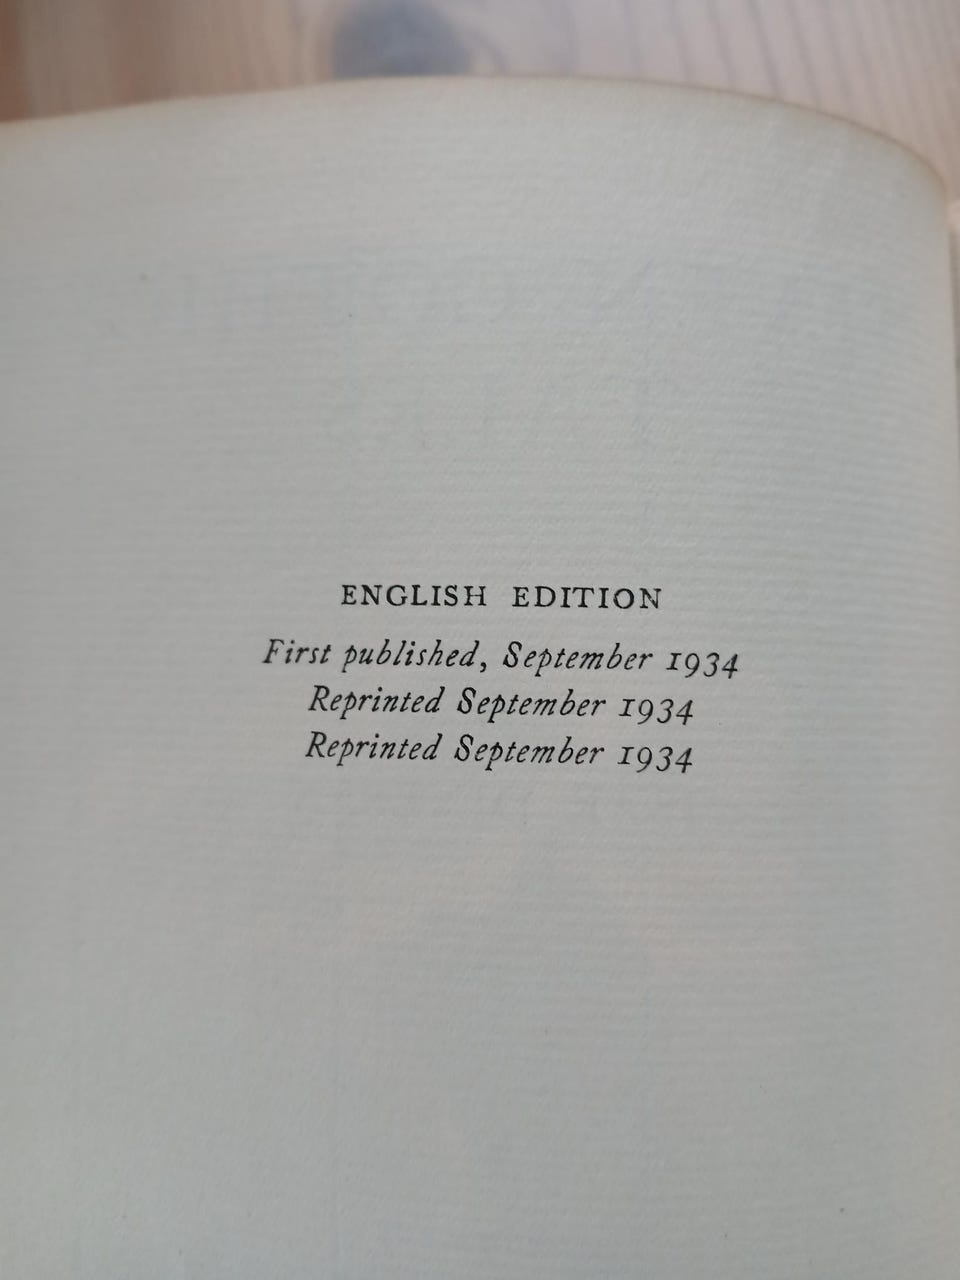 ENGLISH EDITION
First published, September 1934
Reprinted September 1934
Reprinted September 1934